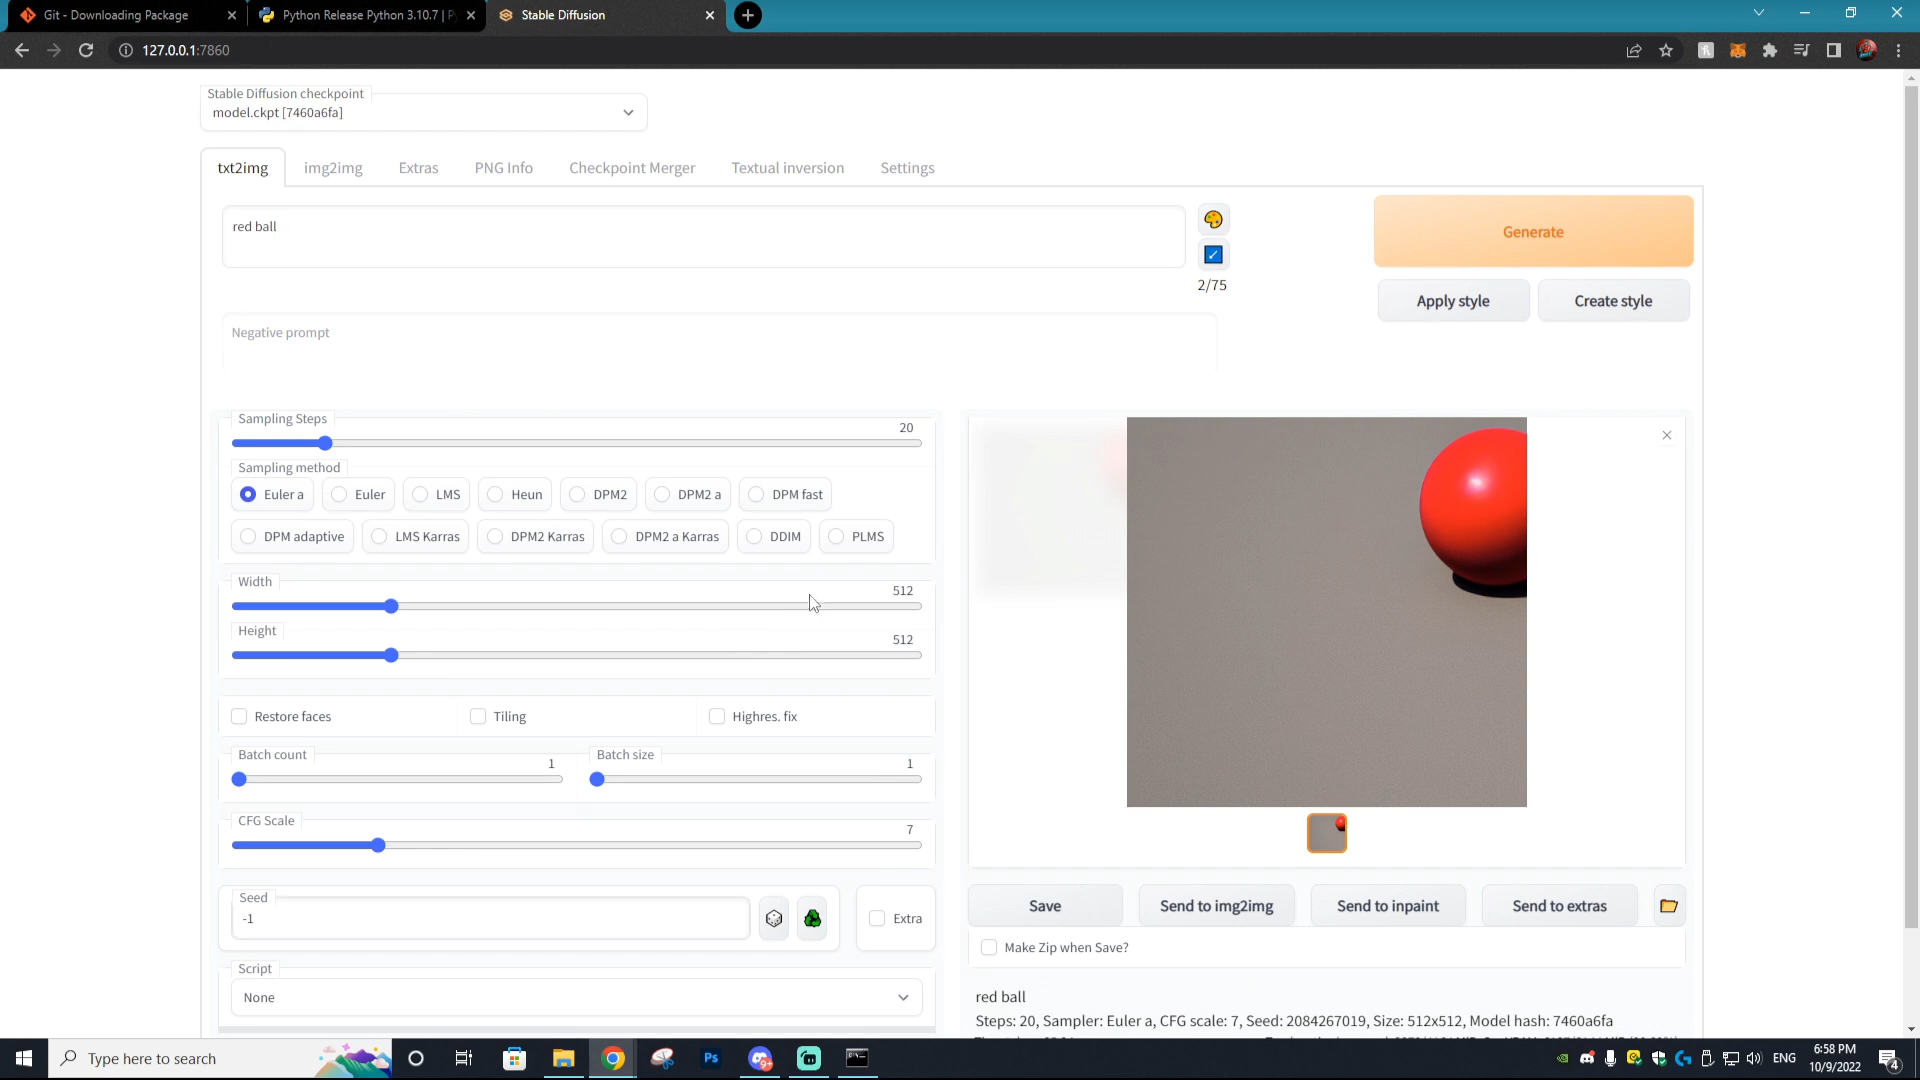 Git - Downloading Package
Python Release Python 3.10.7 | P
Stable Diffusion
127.0.0.1:7860
Stable Diffusion checkpoint
model.ckpt [7460a6fa]
txt2img
img2img
Extras
PNG Info
Checkpoint Merger
Textual inversion
Settings
red ball
2/75
Generate
Apply style
Create style
Negative prompt
Sampling Steps
20
Sampling method
Euler a
Euler
LMS
Heun
DPM2
DPM2 a
DPM fast
DPM adaptive
LMS Karras
DPM2 Karras
DPM2 a Karras
DDIM
PLMS
Width
512
Height
512
Restore faces
Tiling
Highres. fix
Batch count
1
Batch size
1
CFG Scale
7
Seed
-1
Extra
Script
None
Save
Send to img2img
Send to inpaint
Send to extras
Make Zip when Save?
red ball
Steps: 20, Sampler: Euler a, CFG scale: 7, Seed: 2084267019, Size: 512x512, Model hash: 7460a6fa
Type here to search
Ps
9+
ENG
6:58 PM
10/9/2022
4